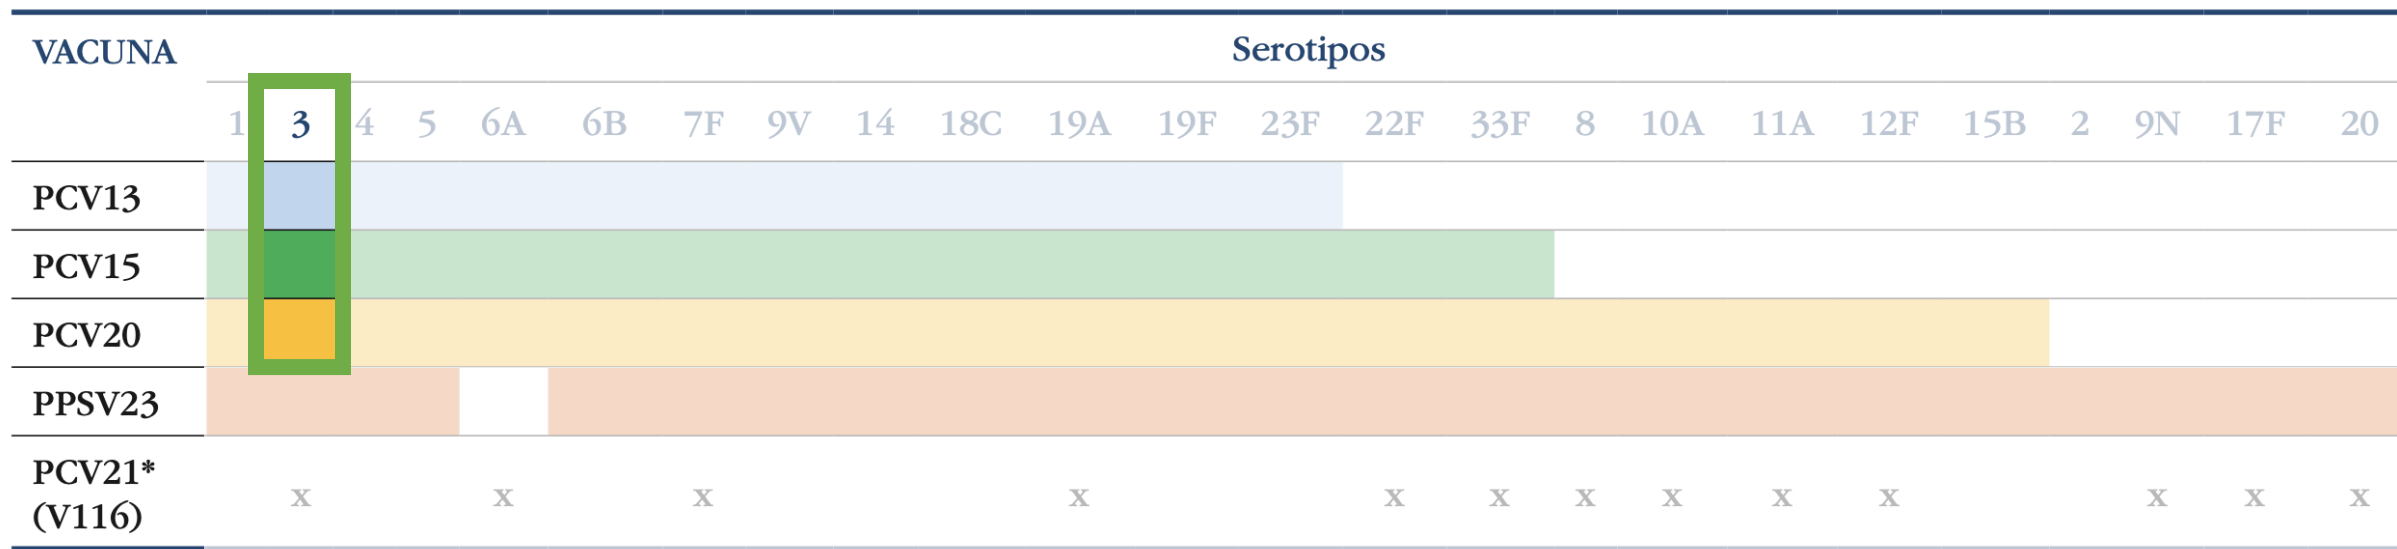 VACUNA Serotipos
1 3 4 5 6A 6B 7F 9V 14 18C 19A 19F 23F 22F 33F 8 10A 11A 12F 15B 2 9N 17F 20
PCV13
PCV15
PCV20
PPSV23
PCV21*
(V116) x x x x x x x x x x x x x